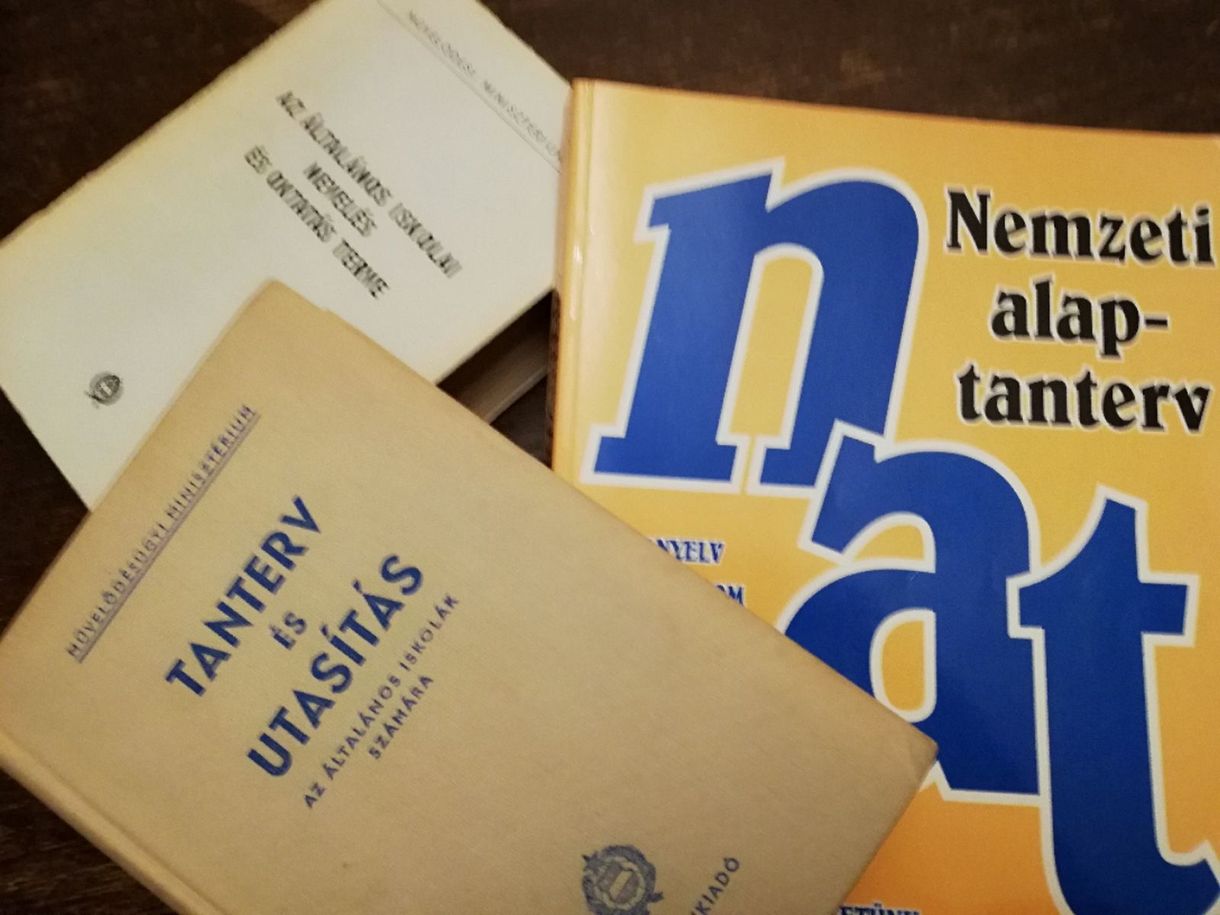 MŰVELŐDÉSI MINISZTÉRIUM
AZ ÁLTALÁNOS ISKOLAI
NEVELÉS
ÉS OKTATÁS TERVE
MŰVELŐDÉSÜGYI MINISZTÉRIUM
TANTERV
ÉS
UTASÍTÁS
AZ ÁLTALÁNOS ISKOLÁK
SZÁMÁRA
nat
Nemzeti
alap-
tanterv
NYELV